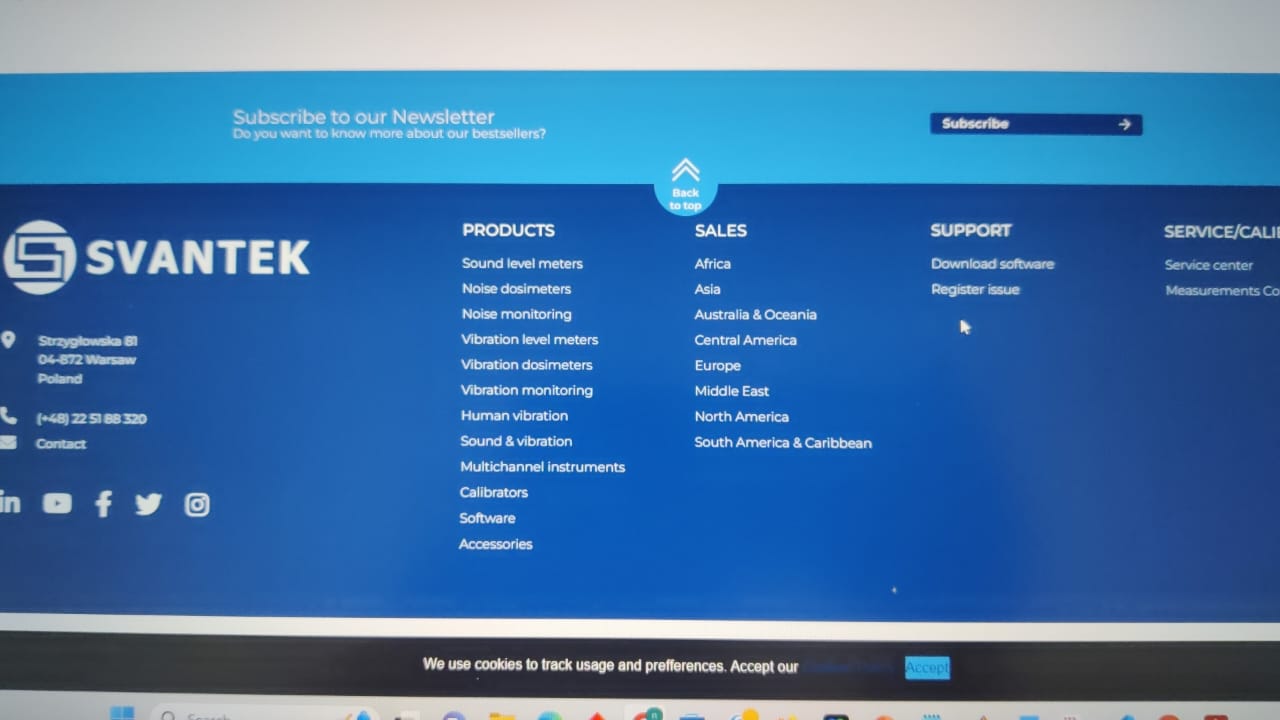 Subscribe to our Newsletter
Do you want to know more about our bestsellers?
Subscribe
Back
to top
SVANTEK
Strzygłowska 81
04-872 Warsaw
Poland
(+48) 22 51 88 320
Contact
PRODUCTS
Sound level meters
Noise dosimeters
Noise monitoring
Vibration level meters
Vibration dosimeters
Vibration monitoring
Human vibration
Sound & vibration
Multichannel instruments
Calibrators
Software
Accessories
SALES
Africa
Asia
Australia & Oceania
Central America
Europe
Middle East
North America
South America & Caribbean
SUPPORT
Download software
Register issue
SERVICE/CALI
Service center
Measurements Co
We use cookies to track usage and prefferences. Accept our
Accept
Search